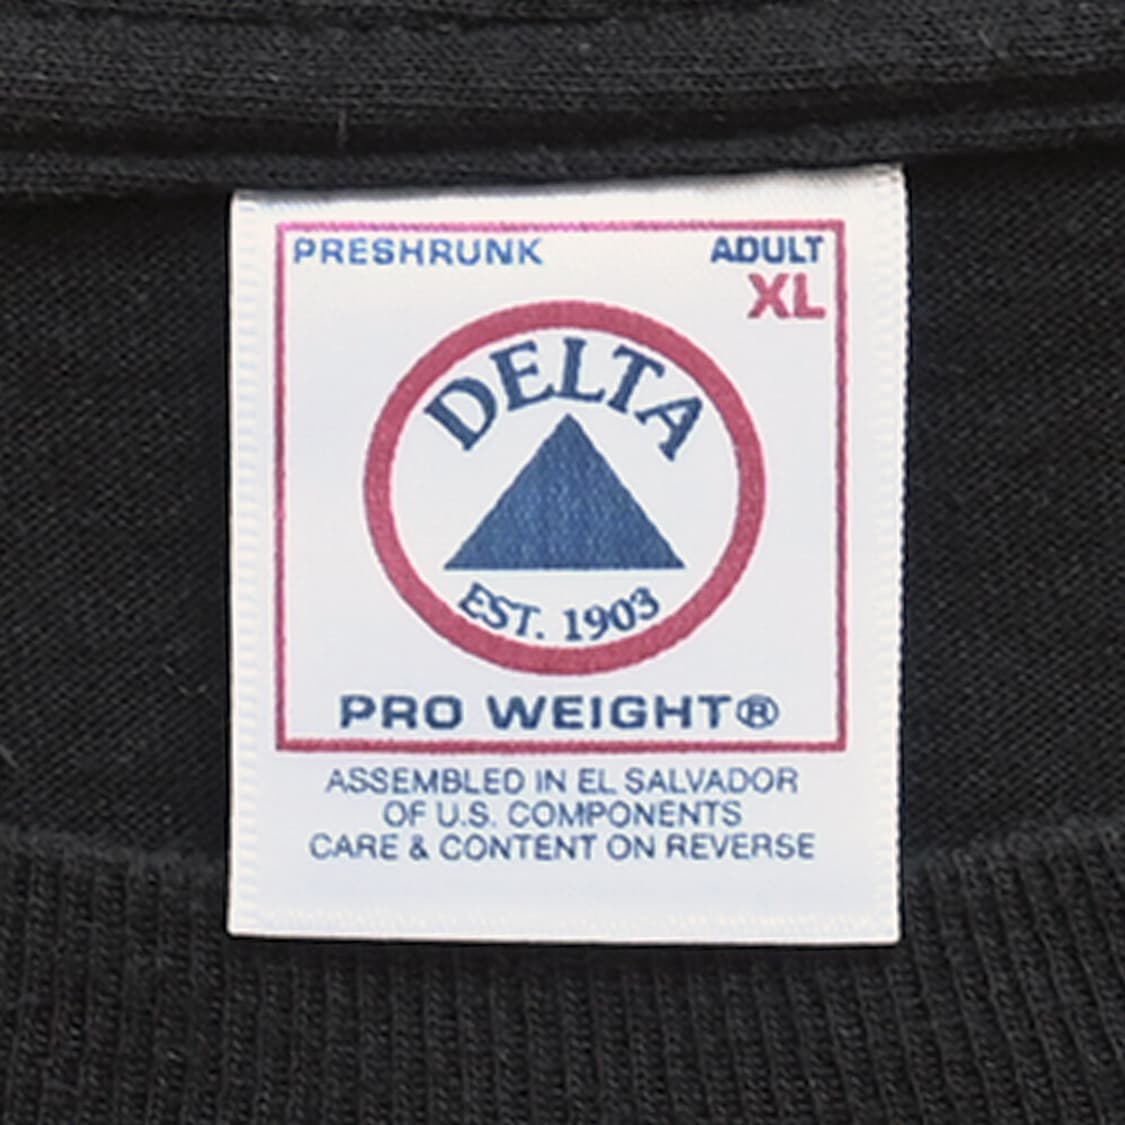 PRESHRUNK
ADULT
XL
DELTA
EST. 1903
PRO WEIGHT®
ASSEMBLED IN EL SALVADOR
OF U.S. COMPONENTS
CARE & CONTENT ON REVERSE